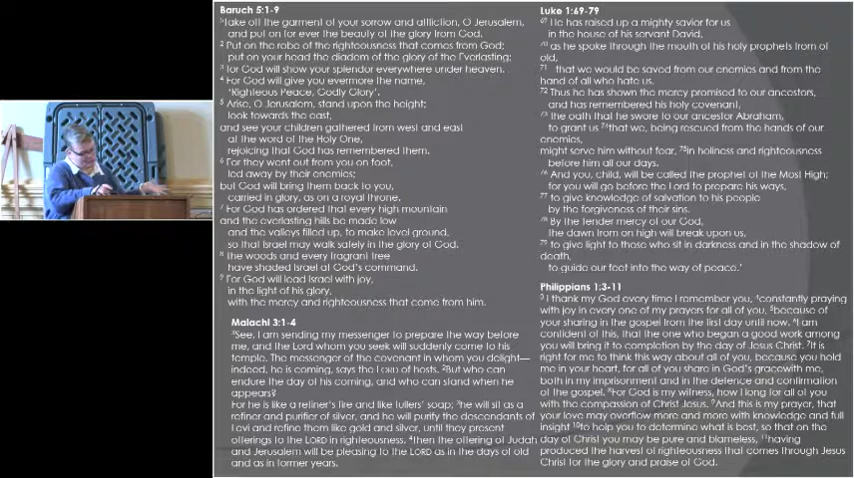 Baruch 5:1-9
¹Take off the garment of your sorrow and affliction, O Jerusalem,
and put on for ever the beauty of the glory from God.
² Put on the robe of the righteousness that comes from God;
put on your head the diadem of the glory of the Everlasting;
³ for God will show your splendor everywhere under heaven.
⁴ For God will give you evermore the name,
‘Righteous Peace, Godly Glory’.
⁵ Arise, O Jerusalem, stand upon the height;
look towards the east,
and see your children gathered from west and east
at the word of the Holy One,
rejoicing that God has remembered them.
⁶ For they went out from you on foot,
led away by their enemies;
but God will bring them back to you,
carried in glory, as on a royal throne.
⁷ For God has ordered that every high mountain
and the everlasting hills be made low
and the valleys filled up, to make level ground,
so that Israel may walk safely in the glory of God.
⁸ The woods and every fragrant tree
have shaded Israel at God’s command.
⁹ For God will lead Israel with joy,
in the light of his glory,
with the mercy and righteousness that come from him.
Malachi 3:1-4
¹See, I am sending my messenger to prepare the way before
me, and the Lord whom you seek will suddenly come to his
temple. The messenger of the covenant in whom you delight—
indeed, he is coming, says the LORD of hosts. ²But who can
endure the day of his coming, and who can stand when he
appears?
For he is like a refiner’s fire and like fullers’ soap; ³he will sit as a
refiner and purifier of silver, and he will purify the descendants of
Levi and refine them like gold and silver, until they present
offerings to the LORD in righteousness. ⁴Then the offering of Judah
and Jerusalem will be pleasing to the LORD as in the days of old
and as in former years.
Luke 1:69-79
⁶⁹ He has raised up a mighty savior for us
in the house of his servant David,
⁷⁰ as he spoke through the mouth of his holy prophets from of
old,
⁷¹ that we would be saved from our enemies and from the
hand of all who hate us.
⁷² Thus he has shown the mercy promised to our ancestors,
and has remembered his holy covenant,
⁷³ the oath that he swore to our ancestor Abraham,
to grant us ⁷⁴that we, being rescued from the hands of our
enemies,
might serve him without fear, ⁷⁵in holiness and righteousness
before him all our days.
⁷⁶ And you, child, will be called the prophet of the Most High;
for you will go before the Lord to prepare his ways,
⁷⁷ to give knowledge of salvation to his people
by the forgiveness of their sins.
⁷⁸ By the tender mercy of our God,
the dawn from on high will break upon us,
⁷⁹ to give light to those who sit in darkness and in the shadow of
death,
to guide our feet into the way of peace.’
Philippians 1:3-11
³ I thank my God every time I remember you, ⁴constantly praying
with joy in every one of my prayers for all of you, ⁵because of
your sharing in the gospel from the first day until now. ⁶I am
confident of this, that the one who began a good work among
you will bring it to completion by the day of Jesus Christ. ⁷It is
right for me to think this way about all of you, because you hold
me in your heart, for all of you share in God’s gracewith me,
both in my imprisonment and in the defence and confirmation
of the gospel. ⁸For God is my witness, how I long for all of you
with the compassion of Christ Jesus. ⁹And this is my prayer, that
your love may overflow more and more with knowledge and full
insight ¹⁰to help you to determine what is best, so that on the
day of Christ you may be pure and blameless, ¹¹having
produced the harvest of righteousness that comes through Jesus
Christ for the glory and praise of God.